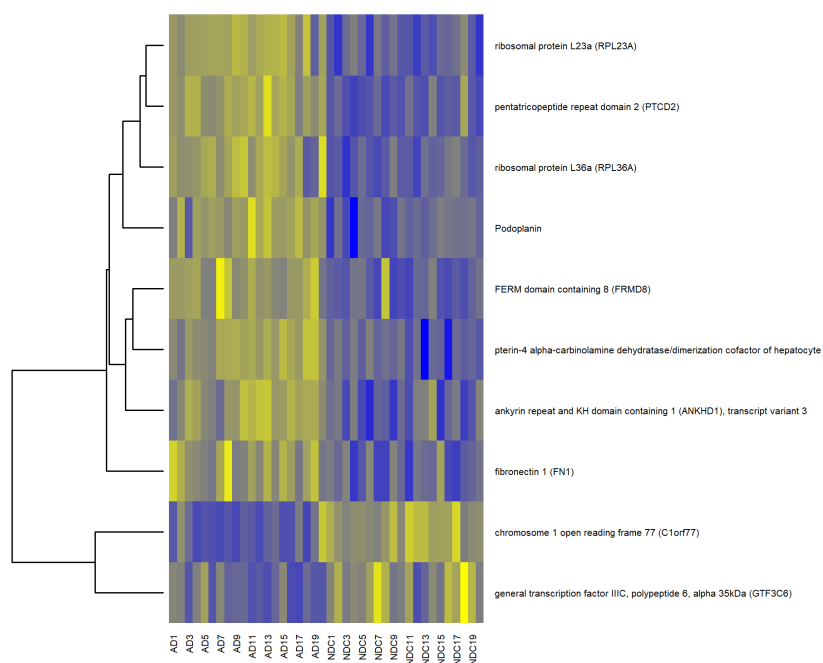 ribosomal protein L23a (RPL23A)
pentatricopeptide repeat domain 2 (PTCD2)
ribosomal protein L36a (RPL36A)
Podoplanin
FERM domain containing 8 (FRMD8)
pterin-4 alpha-carbinolamine dehydratase/dimerization cofactor of hepatocyte
ankyrin repeat and KH domain containing 1 (ANKHD1), transcript variant 3
fibronectin 1 (FN1)
chromosome 1 open reading frame 77 (C1orf77)
general transcription factor IIIC, polypeptide 6, alpha 35kDa (GTF3C6)
AD1
AD3
AD5
AD7
AD9
AD11
AD13
AD15
AD17
AD19
NDC1
NDC3
NDC5
NDC7
NDC9
NDC11
NDC13
NDC15
NDC17
NDC19